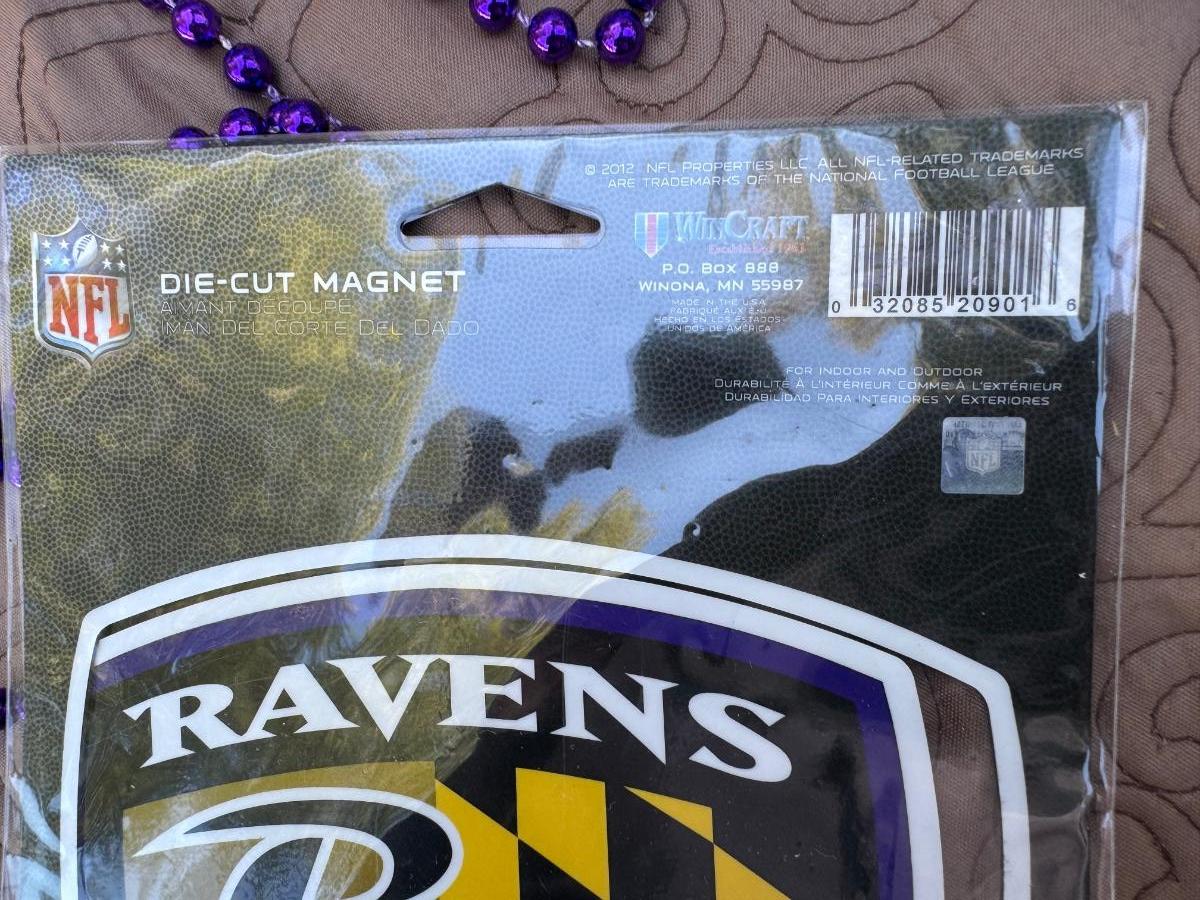 © 2012 NFL PROPERTIES LLC ALL NFL-RELATED TRADEMARKS
ARE TRADEMARKS OF THE NATIONAL FOOTBALL LEAGUE
NFL
DIE-CUT MAGNET
AIMANT DÉCOUPÉ
IMÁN DEL CORTE DEL DADO
WINCRAFT
Established 1961
P.O. BOX 888
WINONA, MN 55987
MADE IN THE U.S.A.
FABRIQUÉ AUX É-U
HECHO EN LOS ESTADOS
UNIDOS DE AMÉRICA
0 32085 20901 6
FOR INDOOR AND OUTDOOR
DURABILITÉ À L'INTÉRIEUR COMME À L'EXTÉRIEUR
DURABILIDAD PARA INTERIORES Y EXTERIORES
NFL
RAVENS
R